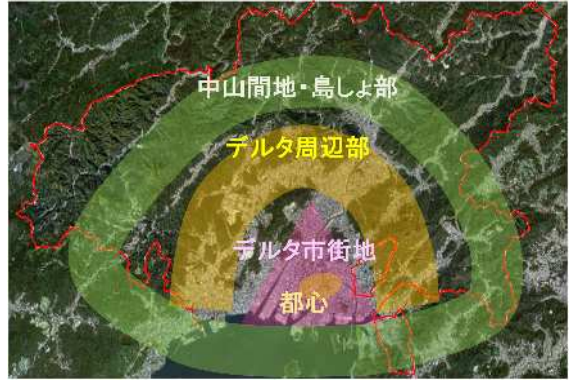 中山間地・島しょ部
デルタ周辺部
デルタ市街地
都心